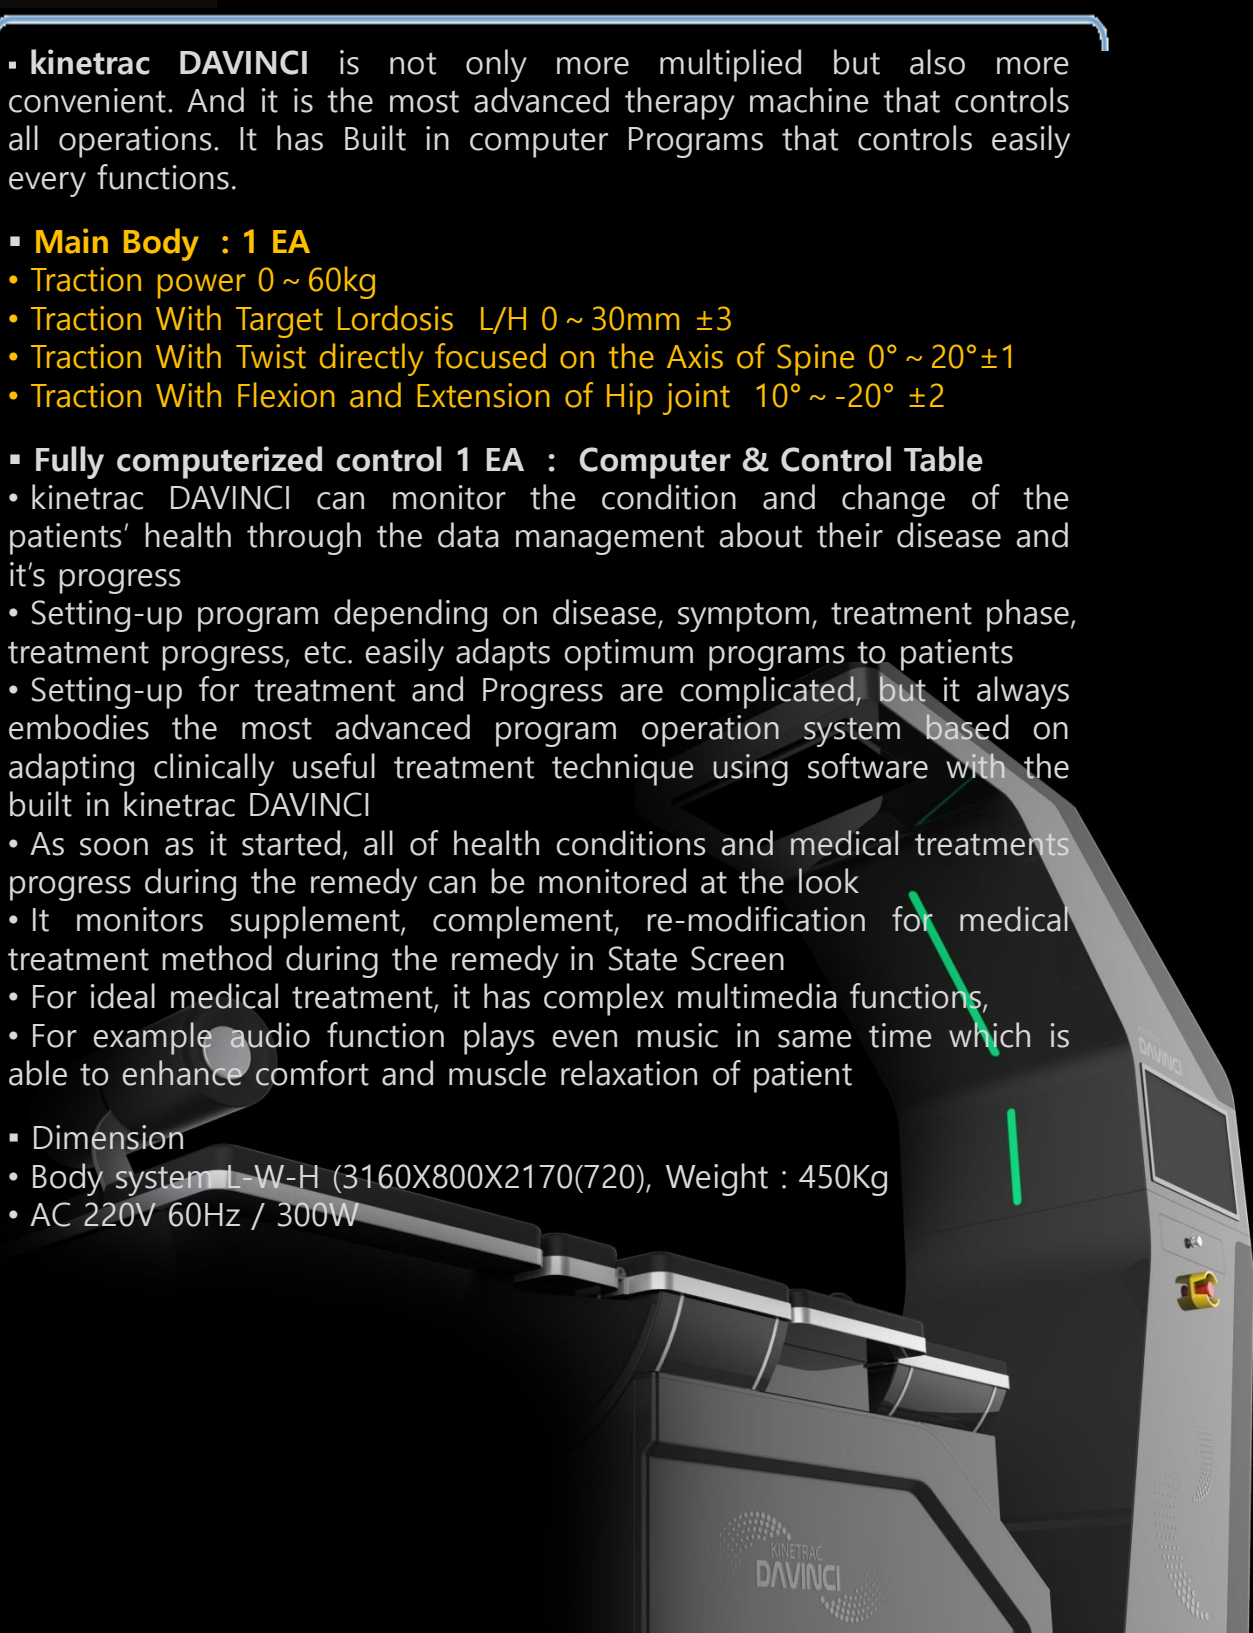 ▪ kinetrac DAVINCI is not only more multiplied but also more
convenient. And it is the most advanced therapy machine that controls
all operations. It has Built in computer Programs that controls easily
every functions.
▪ Main Body : 1 EA
• Traction power 0 ~ 60kg
• Traction With Target Lordosis L/H 0 ~ 30mm ±3
• Traction With Twist directly focused on the Axis of Spine 0° ~ 20°±1
• Traction With Flexion and Extension of Hip joint 10° ~ -20° ±2
▪ Fully computerized control 1 EA : Computer & Control Table
• kinetrac DAVINCI can monitor the condition and change of the
patients’ health through the data management about their disease and
it’s progress
• Setting-up program depending on disease, symptom, treatment phase,
treatment progress, etc. easily adapts optimum programs to patients
• Setting-up for treatment and Progress are complicated, but it always
embodies the most advanced program operation system based on
adapting clinically useful treatment technique using software with the
built in kinetrac DAVINCI
• As soon as it started, all of health conditions and medical treatments
progress during the remedy can be monitored at the look
• It monitors supplement, complement, re-modification for medical
treatment method during the remedy in State Screen
• For ideal medical treatment, it has complex multimedia functions,
• For example audio function plays even music in same time which is
able to enhance comfort and muscle relaxation of patient
DAVINCI
▪ Dimension
• Body system L-W-H (3160X800X2170(720), Weight : 450Kg
• AC 220V 60Hz / 300W
KINETRAC
DAVINCI